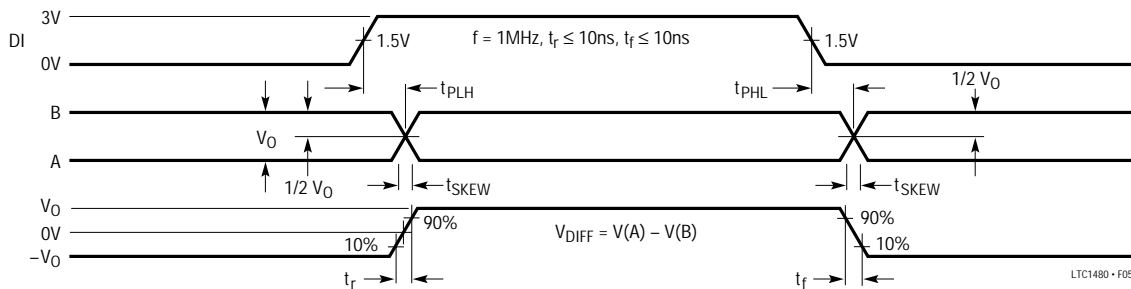 3V
DI
1.5V
f = 1MHz, tr ≤ 10ns, tf ≤ 10ns
1.5V
0V
tPLH
tPHL
1/2 VO
B
VO
A
1/2 VO
tSKEW
tSKEW
VO
90%
90%
0V
VDIFF = V(A) – V(B)
10%
10%
–VO
tr
tf
LTC1480 • F05